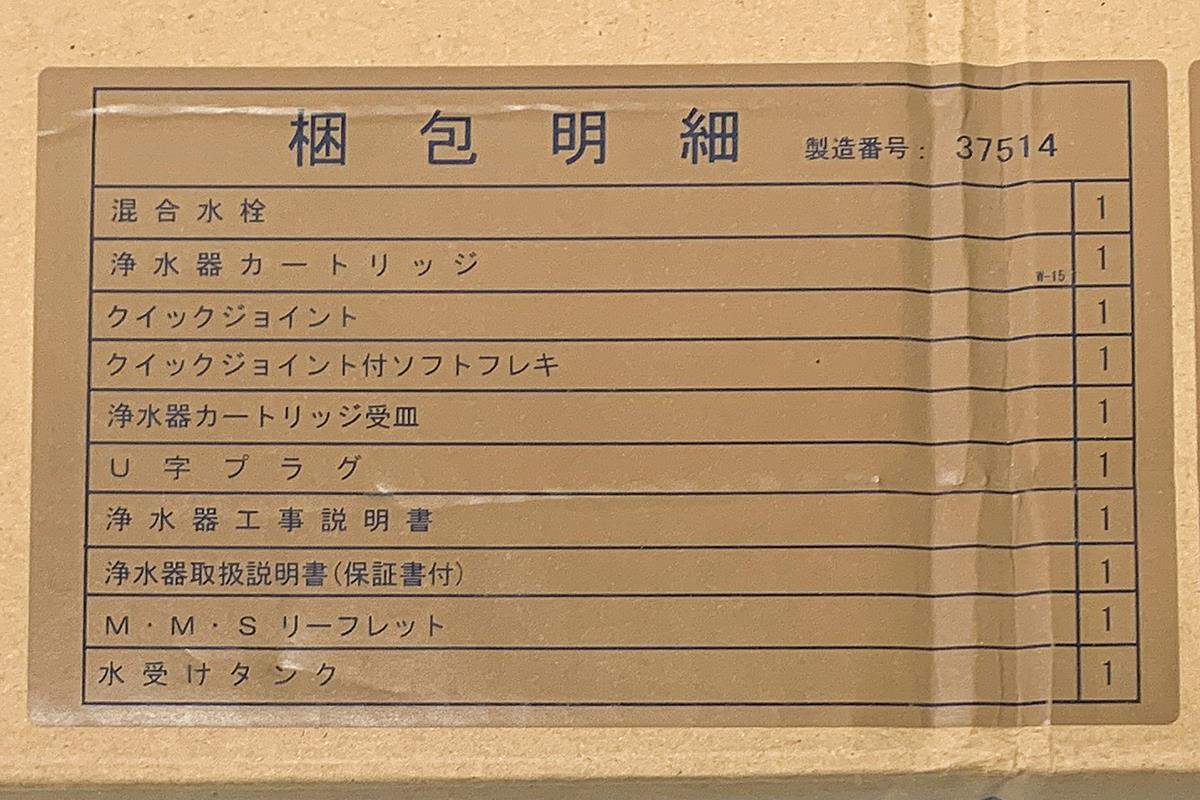 梱包明細 製造番号: 37514
混合水栓 1
浄水器カートリッジ W-15 1
クイックジョイント 1
クイックジョイント付ソフトフレキ 1
浄水器カートリッジ受皿 1
U字プラグ 1
浄水器工事説明書 1
浄水器取扱説明書(保証書付) 1
M・M・S リーフレット 1
水受けタンク 1